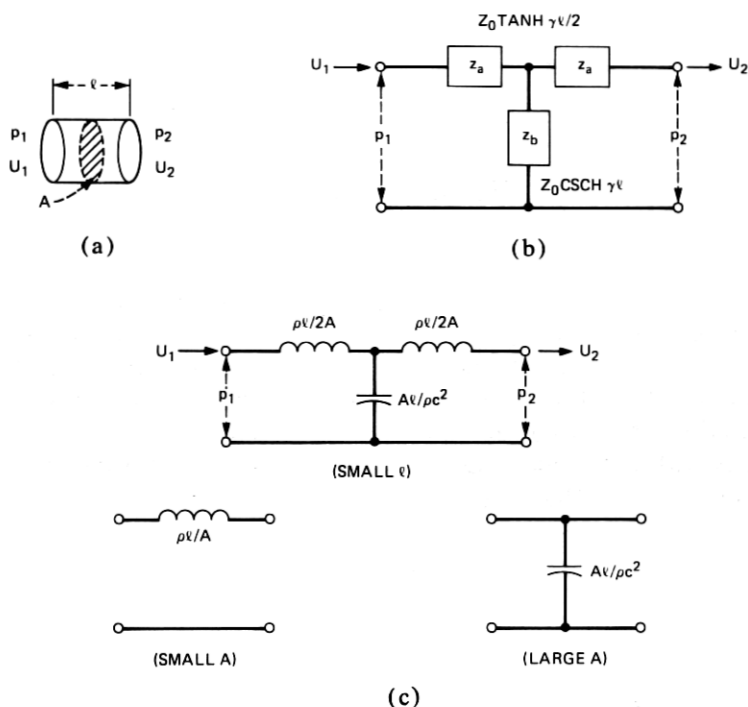 ℓ
p₁
p₂
U₁
U₂
A
(a)
Z₀TANH γℓ/2
U₁
zₐ
zₐ
U₂
p₁
z_b
p₂
Z₀CSCH γℓ
(b)
ρℓ/2A
ρℓ/2A
U₁
U₂
p₁
Aℓ/ρc²
p₂
(SMALL ℓ)
ρℓ/A
Aℓ/ρc²
(SMALL A)
(LARGE A)
(c)